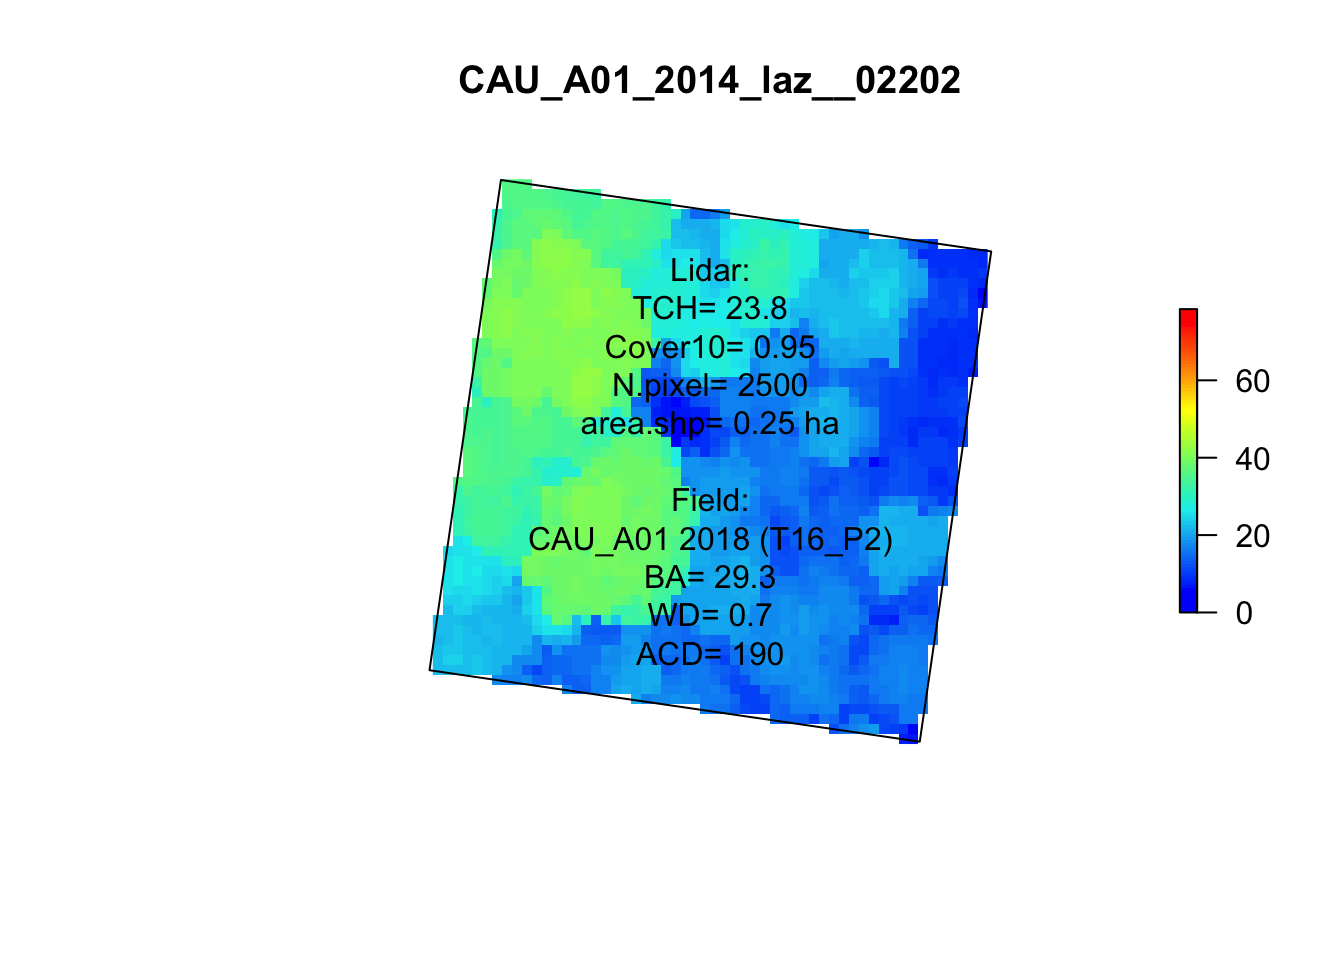 CAU_A01_2014_laz__02202
Lidar:
TCH= 23.8
Cover10= 0.95
N.pixel= 2500
area.shp= 0.25 ha
Field:
CAU_A01 2018 (T16_P2)
BA= 29.3
WD= 0.7
ACD= 190
60
40
20
0